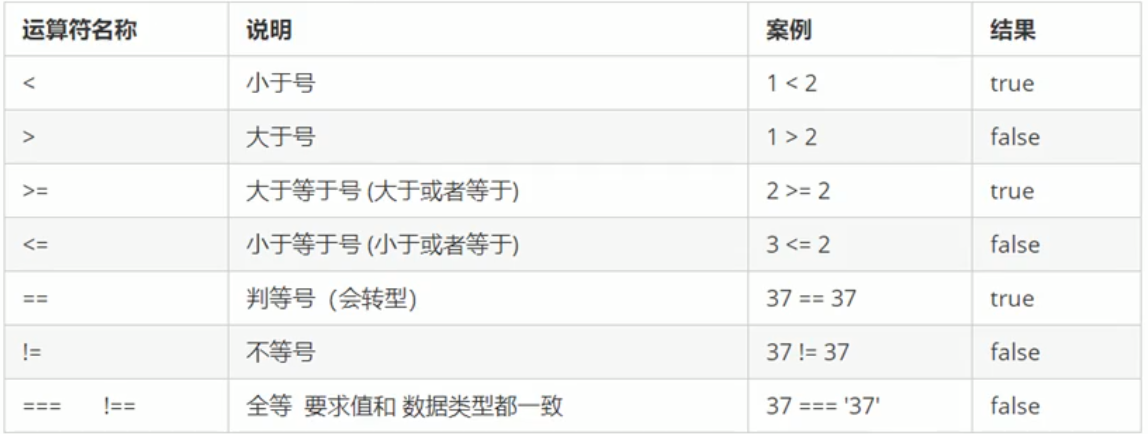 运算符名称 说明 案例 结果
< 小于号 1 < 2 true
> 大于号 1 > 2 false
>= 大于等于号 (大于或者等于) 2 >= 2 true
<= 小于等于号 (小于或者等于) 3 <= 2 false
== 判等号（会转型） 37 == 37 true
!= 不等号 37 != 37 false
=== !== 全等 要求值和 数据类型都一致 37 === '37' false